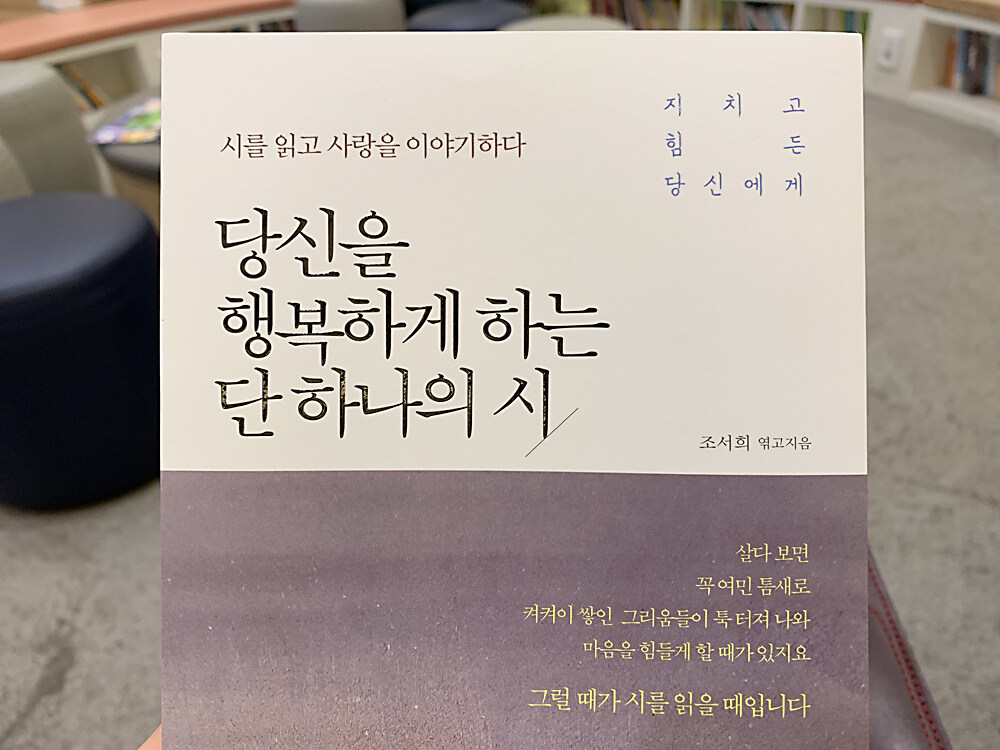 지치고
힘든
당신에게
시를 읽고 사랑을 이야기하다
당신을
행복하게 하는
단 하나의 시
조서희 엮고지음
살다 보면
꼭 여민 틈새로
켜켜이 쌓인 그리움들이 툭 터져 나와
마음을 힘들게 할 때가 있지요
그럴 때가 시를 읽을 때입니다